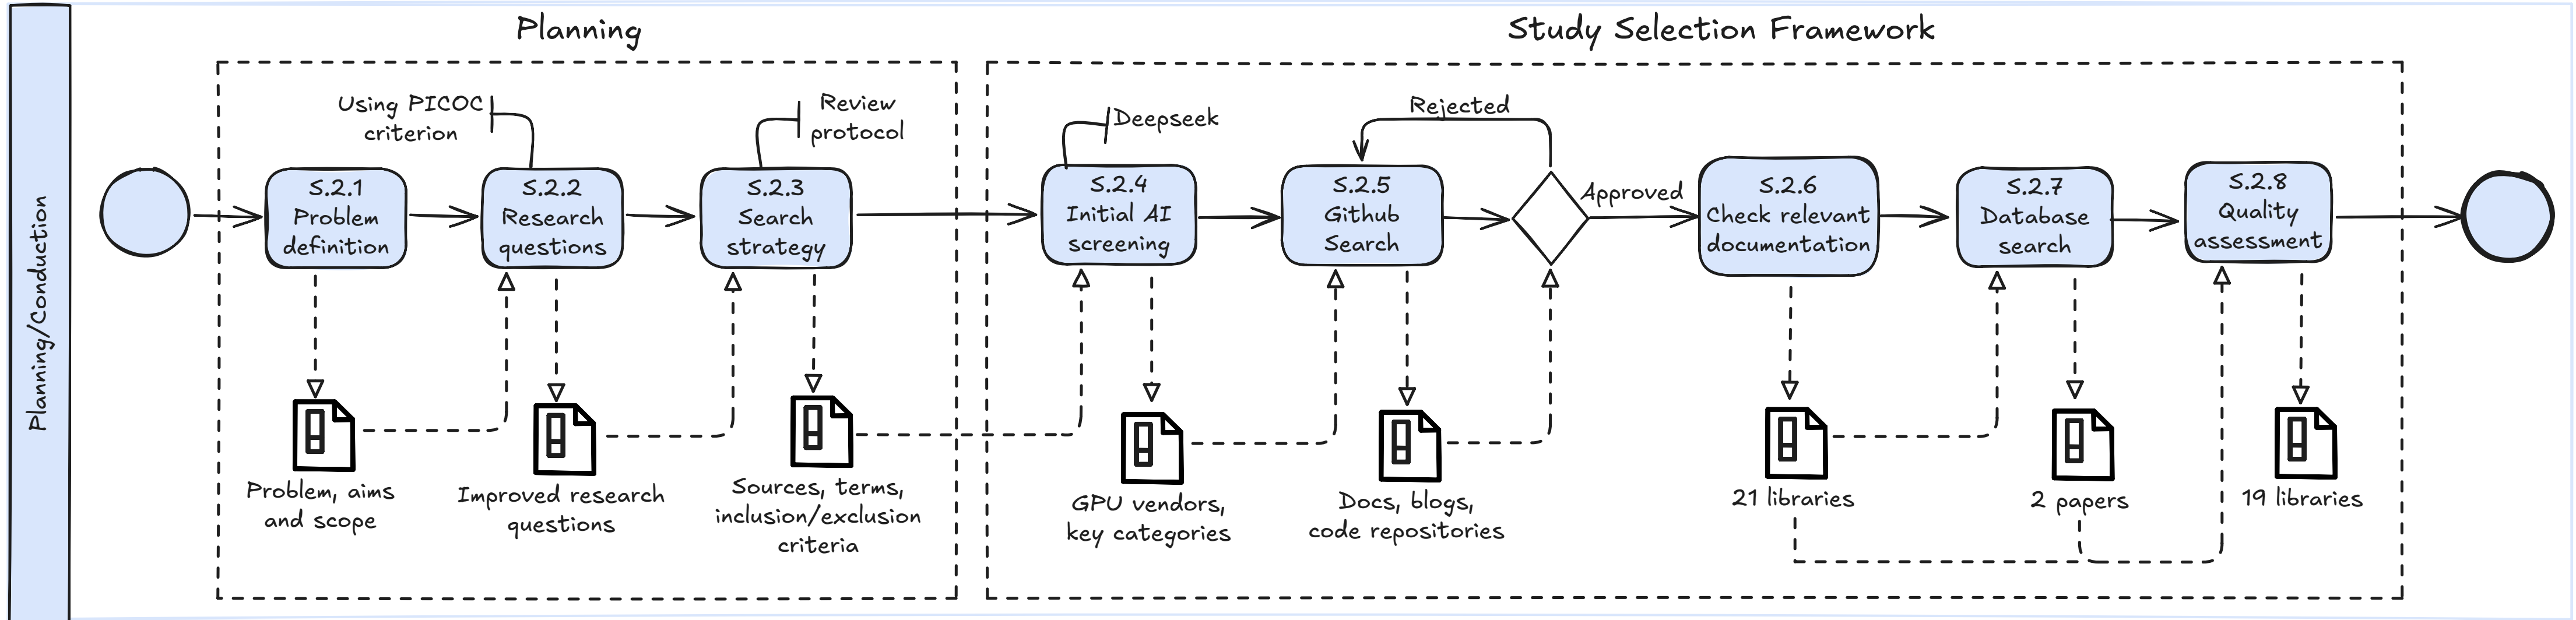 Planning/Conduction
Planning
Using PICOC
criterion
Review
protocol
S.2.1
Problem
definition
S.2.2
Research
questions
S.2.3
Search
strategy
Problem, aims
and scope
Improved research
questions
Sources, terms,
inclusion/exclusion
criteria
Study Selection Framework
Deepseek
Rejected
S.2.4
Initial AI
screening
S.2.5
Github
Search
Approved
S.2.6
Check relevant
documentation
S.2.7
Database
search
S.2.8
Quality
assessment
GPU vendors,
key categories
Docs, blogs,
code repositories
21 libraries
2 papers
19 libraries